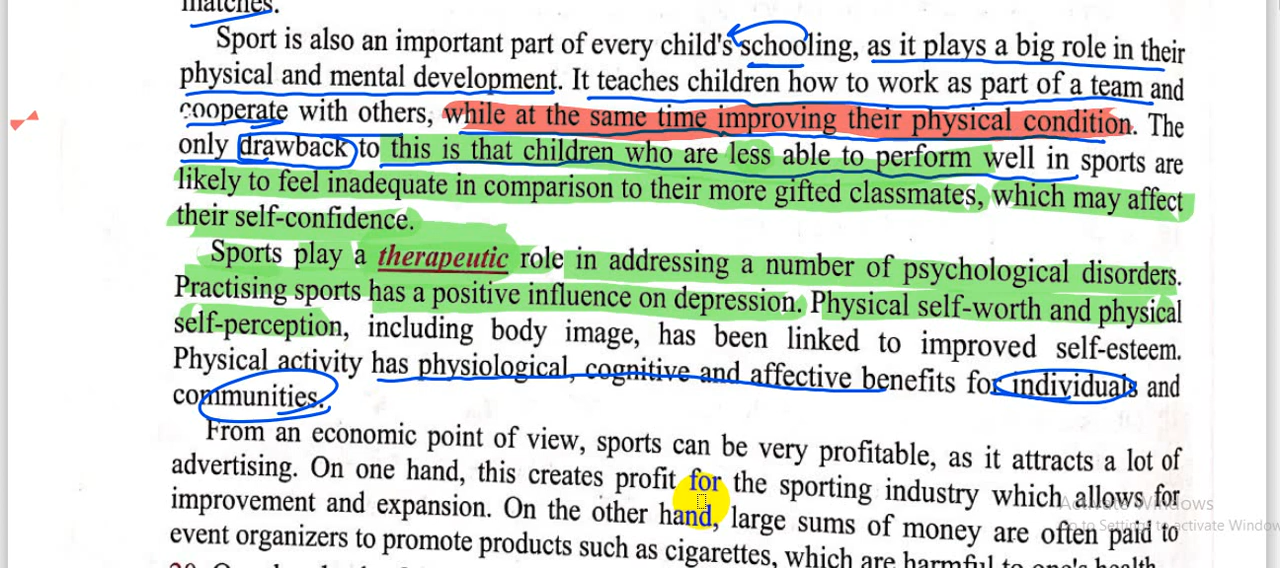 matches.
Sport is also an important part of every child's schooling, as it plays a big role in their
physical and mental development. It teaches children how to work as part of a team and
cooperate with others, while at the same time improving their physical condition. The
only drawback to this is that children who are less able to perform well in sports are
likely to feel inadequate in comparison to their more gifted classmates, which may affect
their self-confidence.
Sports play a therapeutic role in addressing a number of psychological disorders.
Practising sports has a positive influence on depression. Physical self-worth and physical
self-perception, including body image, has been linked to improved self-esteem.
Physical activity has physiological, cognitive and affective benefits for individuals and
communities.
From an economic point of view, sports can be very profitable, as it attracts a lot of
advertising. On one hand, this creates profit for the sporting industry which allows for
Activate Windows
improvement and expansion. On the other hand, large sums of money are often paid to
Go to Settings to activate Window
event organizers to promote products such as cigarettes, which are harmful to one's health